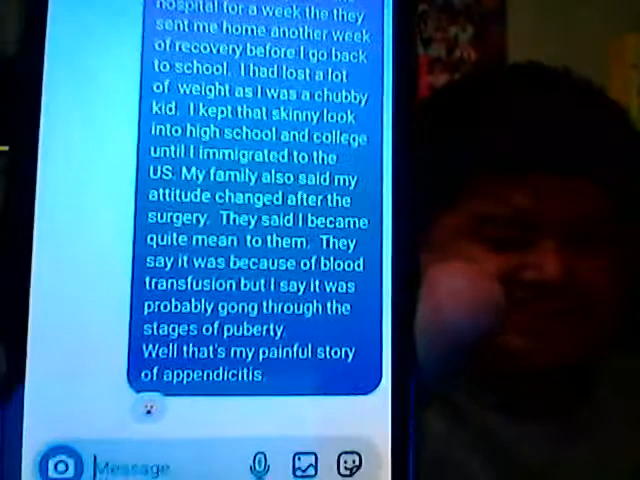 hospital for a week the they
sent me home another week
of recovery before I go back
to school. I had lost a lot
of weight as I was a chubby
kid. I kept that skinny look
into high school and college
until I immigrated to the
US. My family also said my
attitude changed after the
surgery. They said I became
quite mean to them. They
say it was because of blood
transfusion but I say it was
probably gong through the
stages of puberty.
Well that's my painful story
of appendicitis.
Message